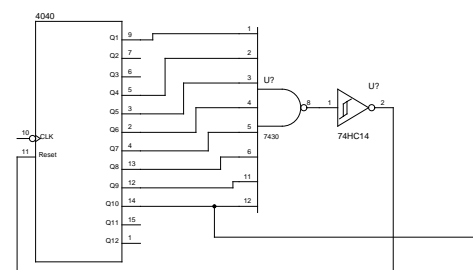 4040
Q1 9 1
Q2 7
Q3 6 2
Q4 5 3 U? U?
Q5 3
Q6 2 4 8 1 2
Q7 4 5 7430 74HC14
10 CLK
11 Reset
Q8 13 6
Q9 12 11
Q10 14 12
Q11 15
Q12 1